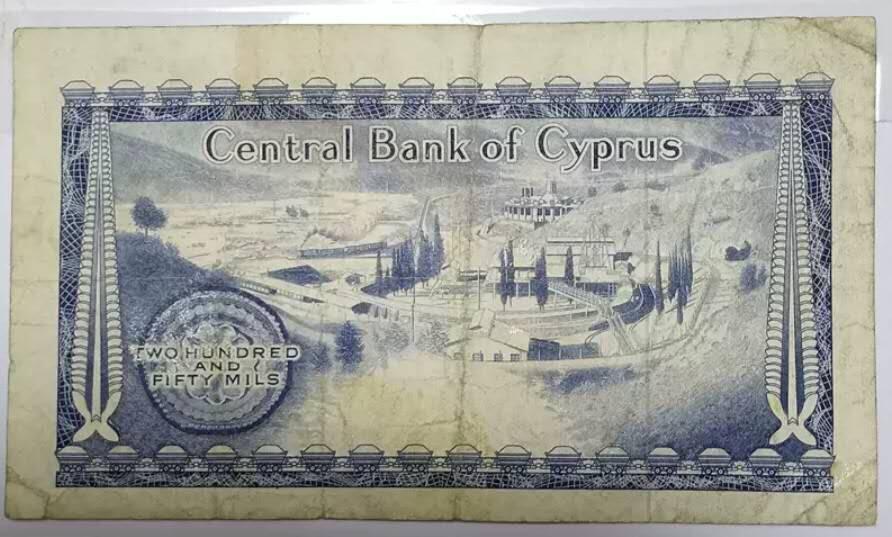 Central Bank of Cyprus
TWO HUNDRED
AND
FIFTY MILS